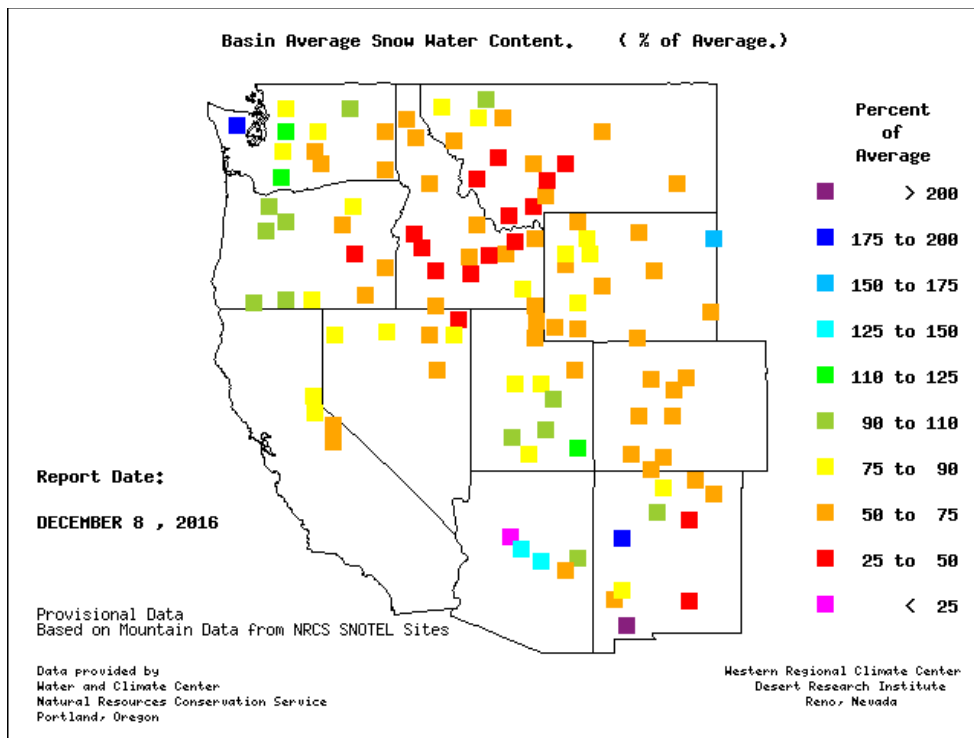 Basin Average Snow Water Content. ( % of Average.)
Percent
of
Average
> 200
175 to 200
150 to 175
125 to 150
110 to 125
90 to 110
75 to 90
50 to 75
25 to 50
< 25
Report Date:
DECEMBER 8 , 2016
Provisional Data
Based on Mountain Data from NRCS SNOTEL Sites
Data provided by
Water and Climate Center
Natural Resources Conservation Service
Portland, Oregon
Western Regional Climate Center
Desert Research Institute
Reno, Nevada